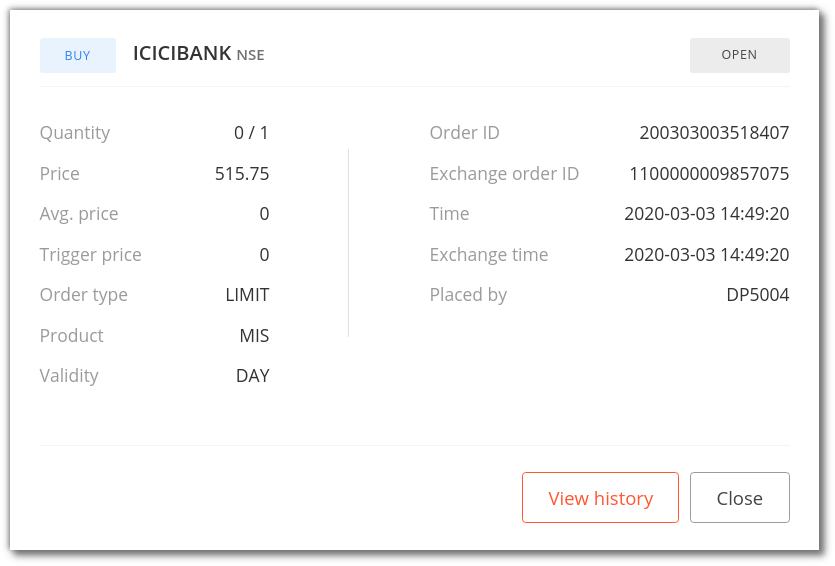 BUY ICICIBANK NSE OPEN
Quantity 0 / 1 Order ID 200303003518407
Price 515.75 Exchange order ID 1100000009857075
Avg. price 0 Time 2020-03-03 14:49:20
Trigger price 0 Exchange time 2020-03-03 14:49:20
Order type LIMIT Placed by DP5004
Product MIS
Validity DAY
View history Close